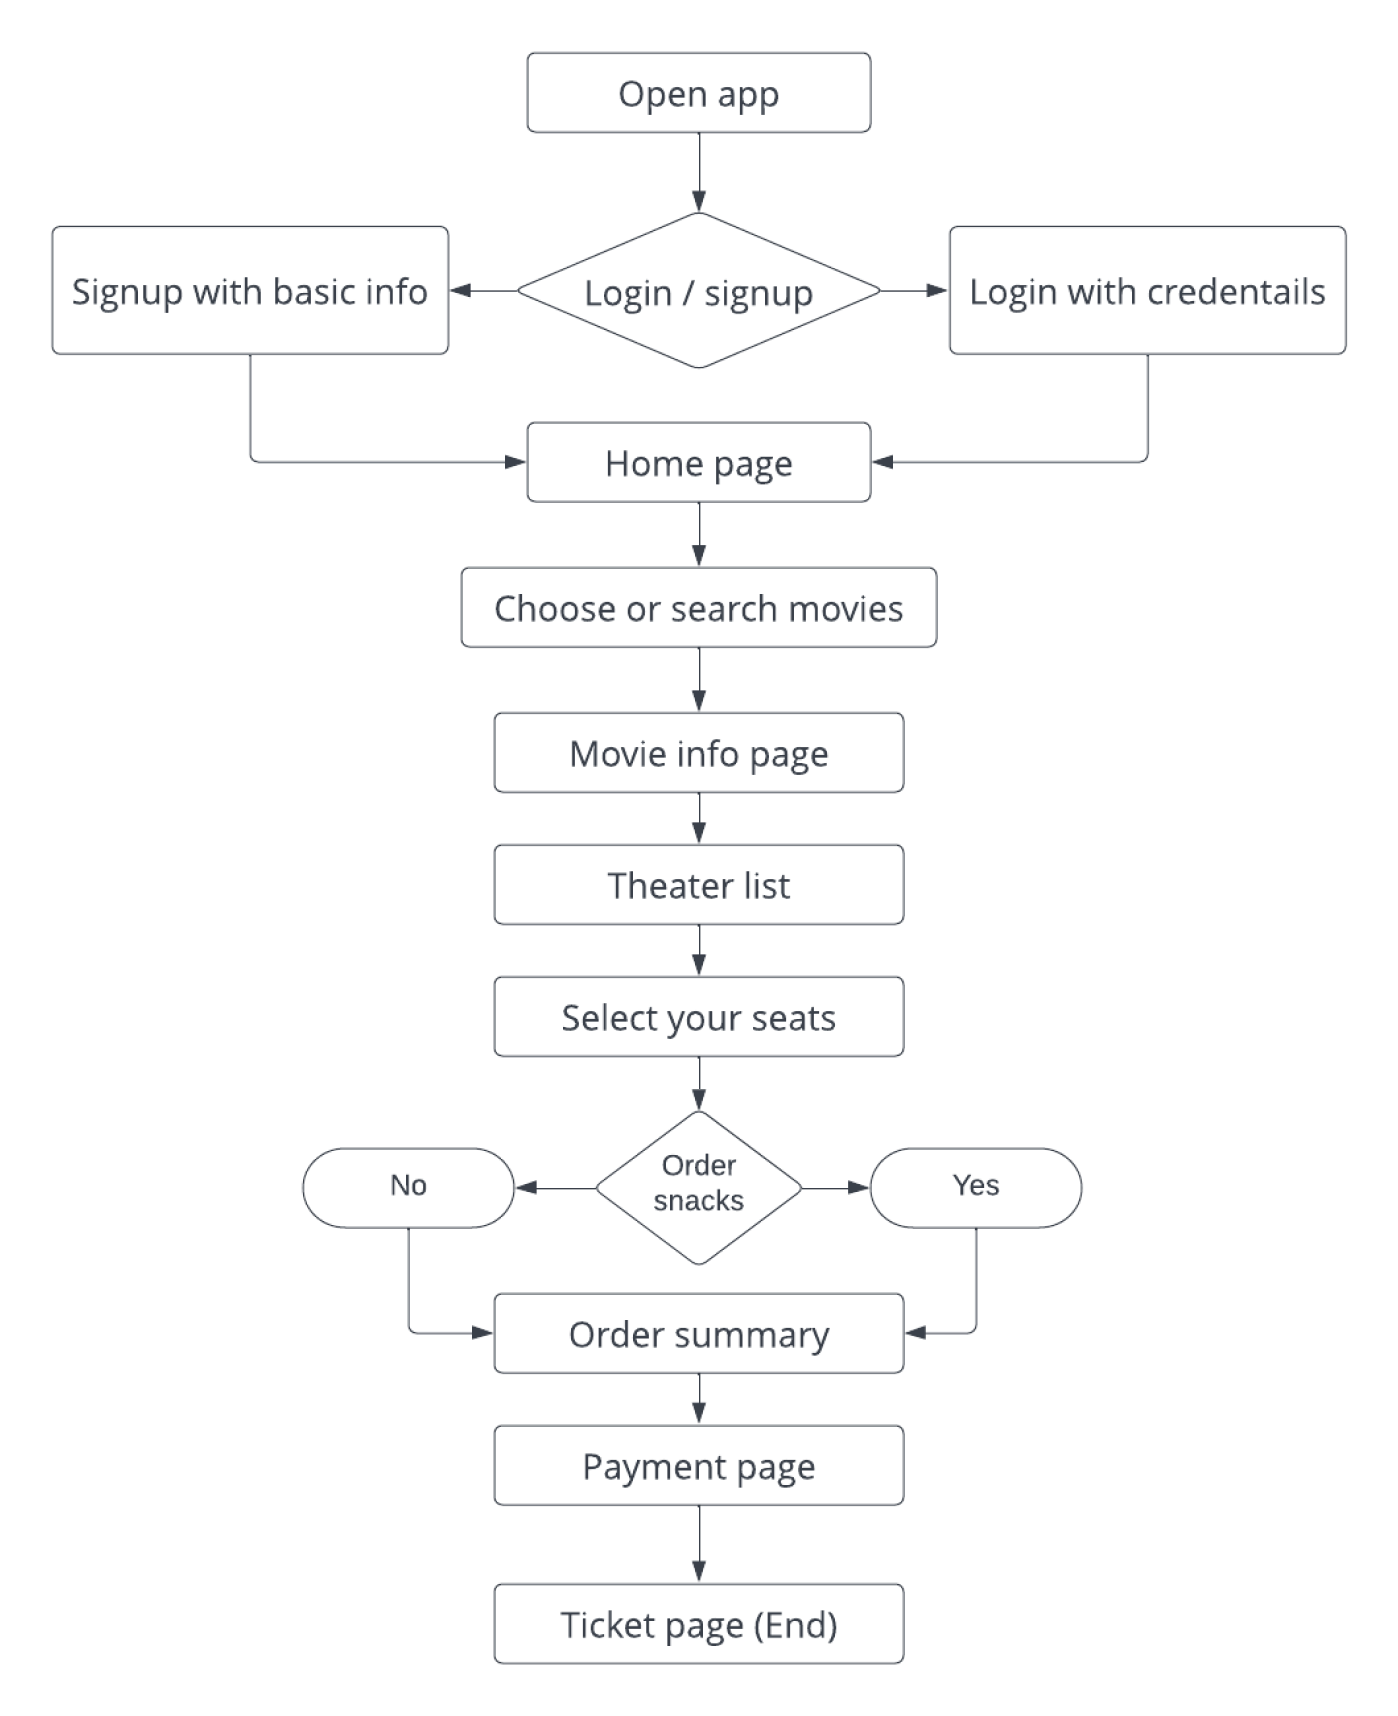 Open app
Signup with basic info
Login / signup
Login with credentails
Home page
Choose or search movies
Movie info page
Theater list
Select your seats
Order
snacks
No
Yes
Order summary
Payment page
Ticket page (End)